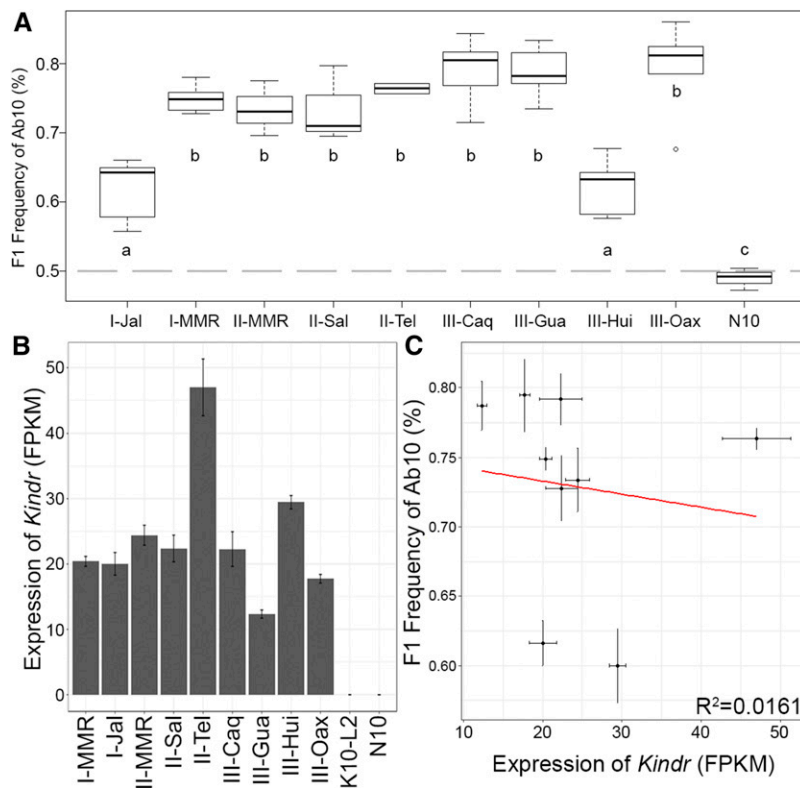 A
F1 Frequency of Ab10 (%)
0.8
0.7
0.6
0.5
a
b
b
b
b
b
b
a
b
c
I-Jal
I-MMR
II-MMR
II-Sal
II-Tel
III-Caq
III-Gua
III-Hui
III-Oax
N10
B
Expression of Kindr (FPKM)
50
40
30
20
10
0
I-MMR
I-Jal
II-MMR
II-Sal
II-Tel
III-Caq
III-Gua
III-Hui
III-Oax
K10-L2
N10
C
F1 Frequency of Ab10 (%)
0.80
0.75
0.70
0.65
0.60
R²=0.0161
10
20
30
40
50
Expression of Kindr (FPKM)